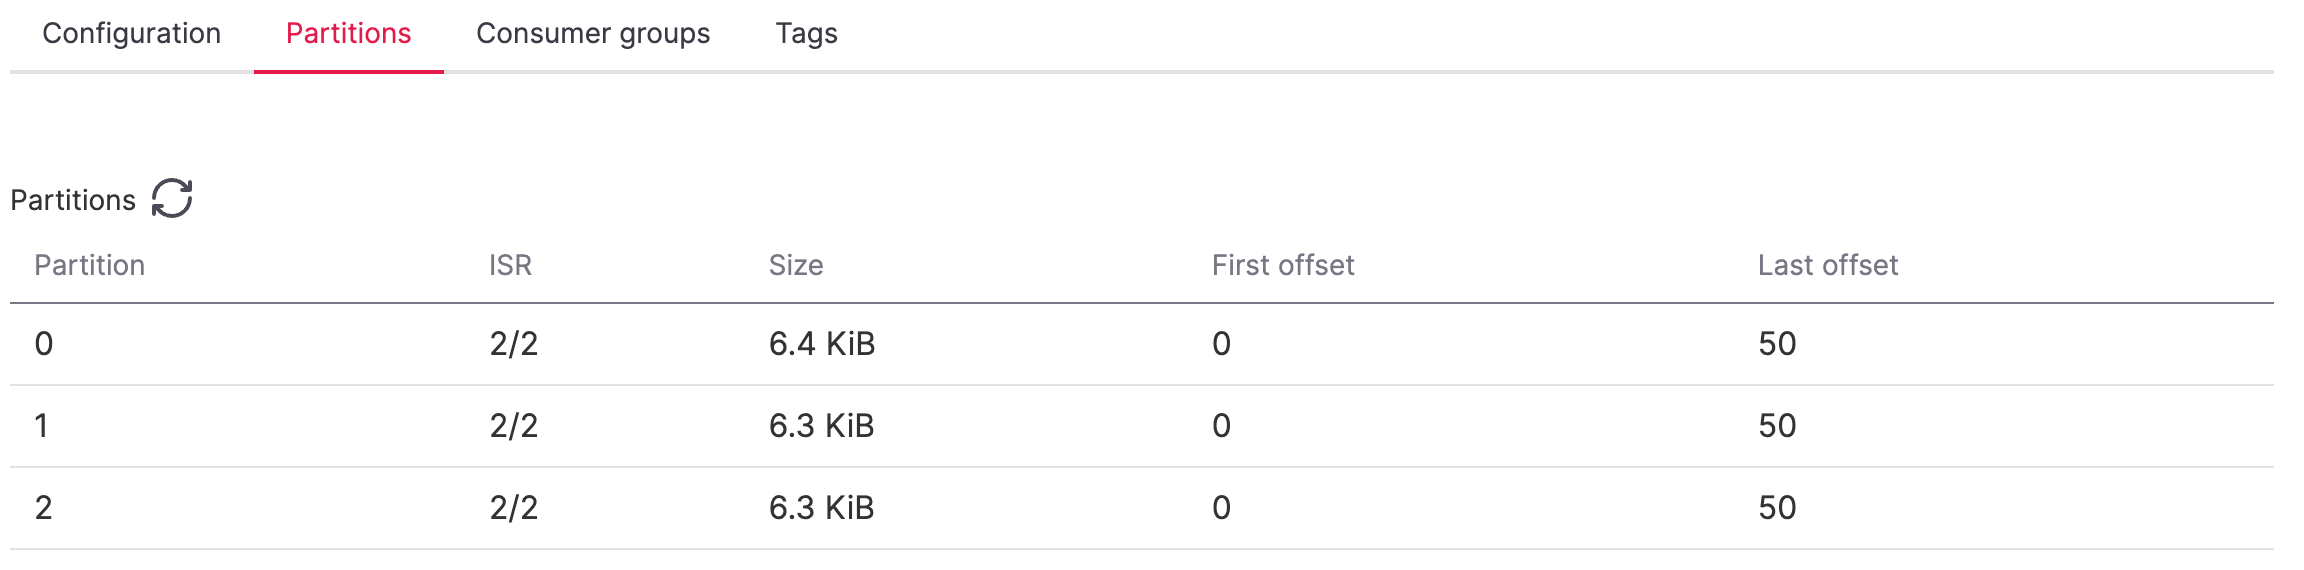 Configuration Partitions Consumer groups Tags
Partitions
Partition ISR Size First offset Last offset
0 2/2 6.4 KiB 0 50
1 2/2 6.3 KiB 0 50
2 2/2 6.3 KiB 0 50